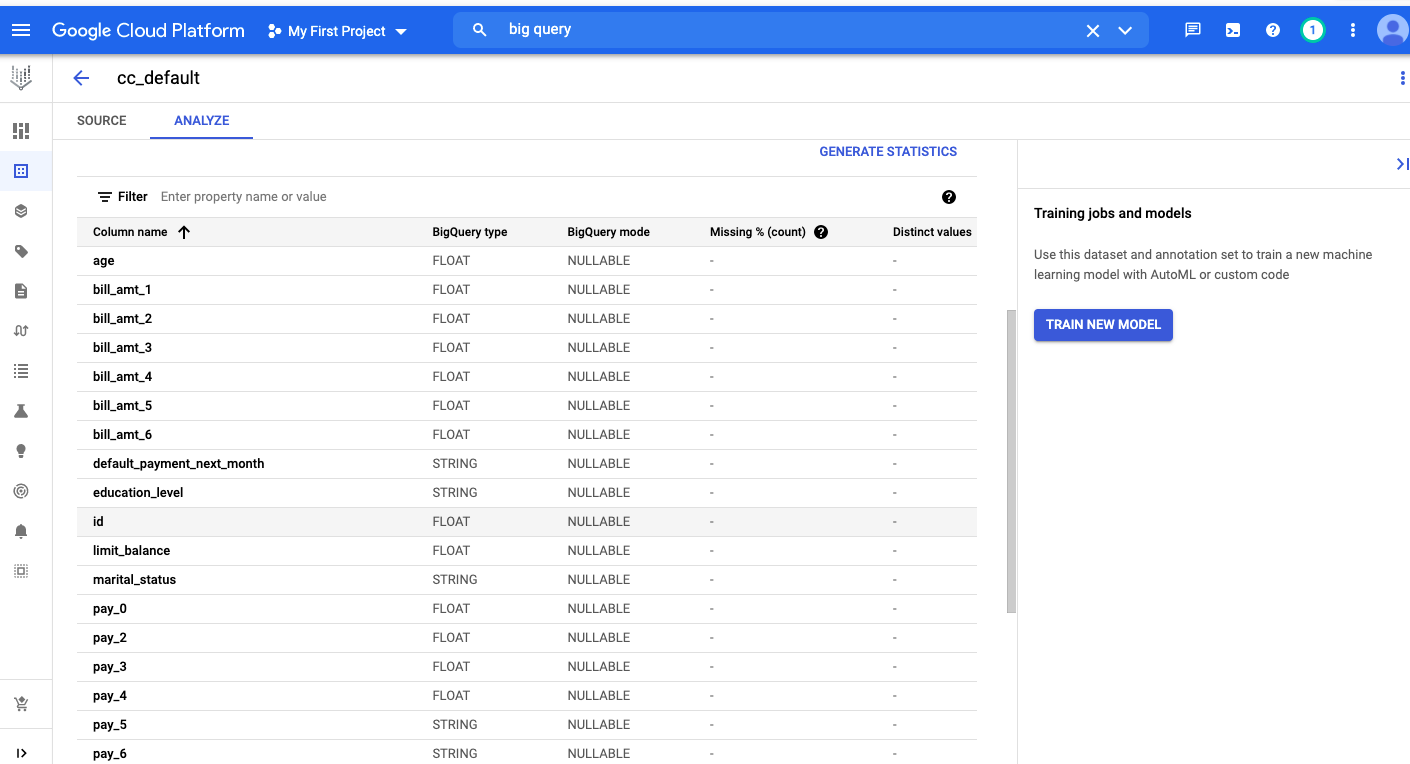 Google Cloud Platform My First Project big query 1
cc_default
SOURCE ANALYZE
GENERATE STATISTICS
Filter Enter property name or value
Column name BigQuery type BigQuery mode Missing % (count) Distinct values
age FLOAT NULLABLE - -
bill_amt_1 FLOAT NULLABLE - -
bill_amt_2 FLOAT NULLABLE - -
bill_amt_3 FLOAT NULLABLE - -
bill_amt_4 FLOAT NULLABLE - -
bill_amt_5 FLOAT NULLABLE - -
bill_amt_6 FLOAT NULLABLE - -
default_payment_next_month STRING NULLABLE - -
education_level STRING NULLABLE - -
id FLOAT NULLABLE - -
limit_balance FLOAT NULLABLE - -
marital_status STRING NULLABLE - -
pay_0 FLOAT NULLABLE - -
pay_2 FLOAT NULLABLE - -
pay_3 FLOAT NULLABLE - -
pay_4 FLOAT NULLABLE - -
pay_5 STRING NULLABLE - -
pay_6 STRING NULLABLE - -
Training jobs and models
Use this dataset and annotation set to train a new machine
learning model with AutoML or custom code
TRAIN NEW MODEL